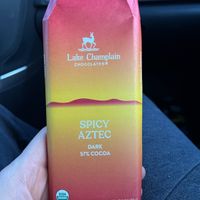 Lake Champlain
CHOCOLATES
SPICY
AZTEC
DARK
57% COCOA